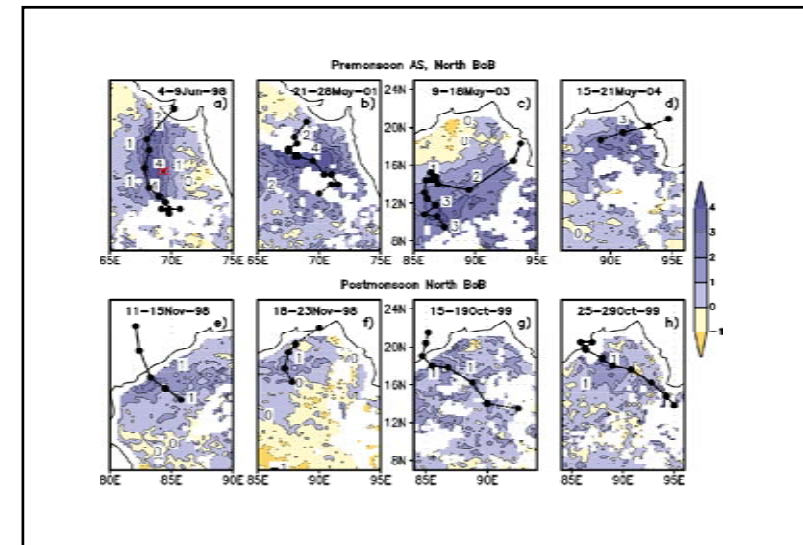 Premonsoon AS, North BoB
4-9Jun-98
a)
21-28May-01
b)
9-18May-03
c)
15-21May-04
d)
24N
20N
16N
12N
8N
65E 70E 75E
65E 70E 75E
85E 90E 95E
85E 90E 95E
4
3
2
1
0
-1
Postmonsoon North BoB
11-15Nov-98
e)
18-23Nov-98
f)
15-19Oct-99
g)
25-29Oct-99
h)
24N
20N
16N
12N
8N
80E 85E 90E
85E 90E 95E
85E 90E 95E
85E 90E 95E